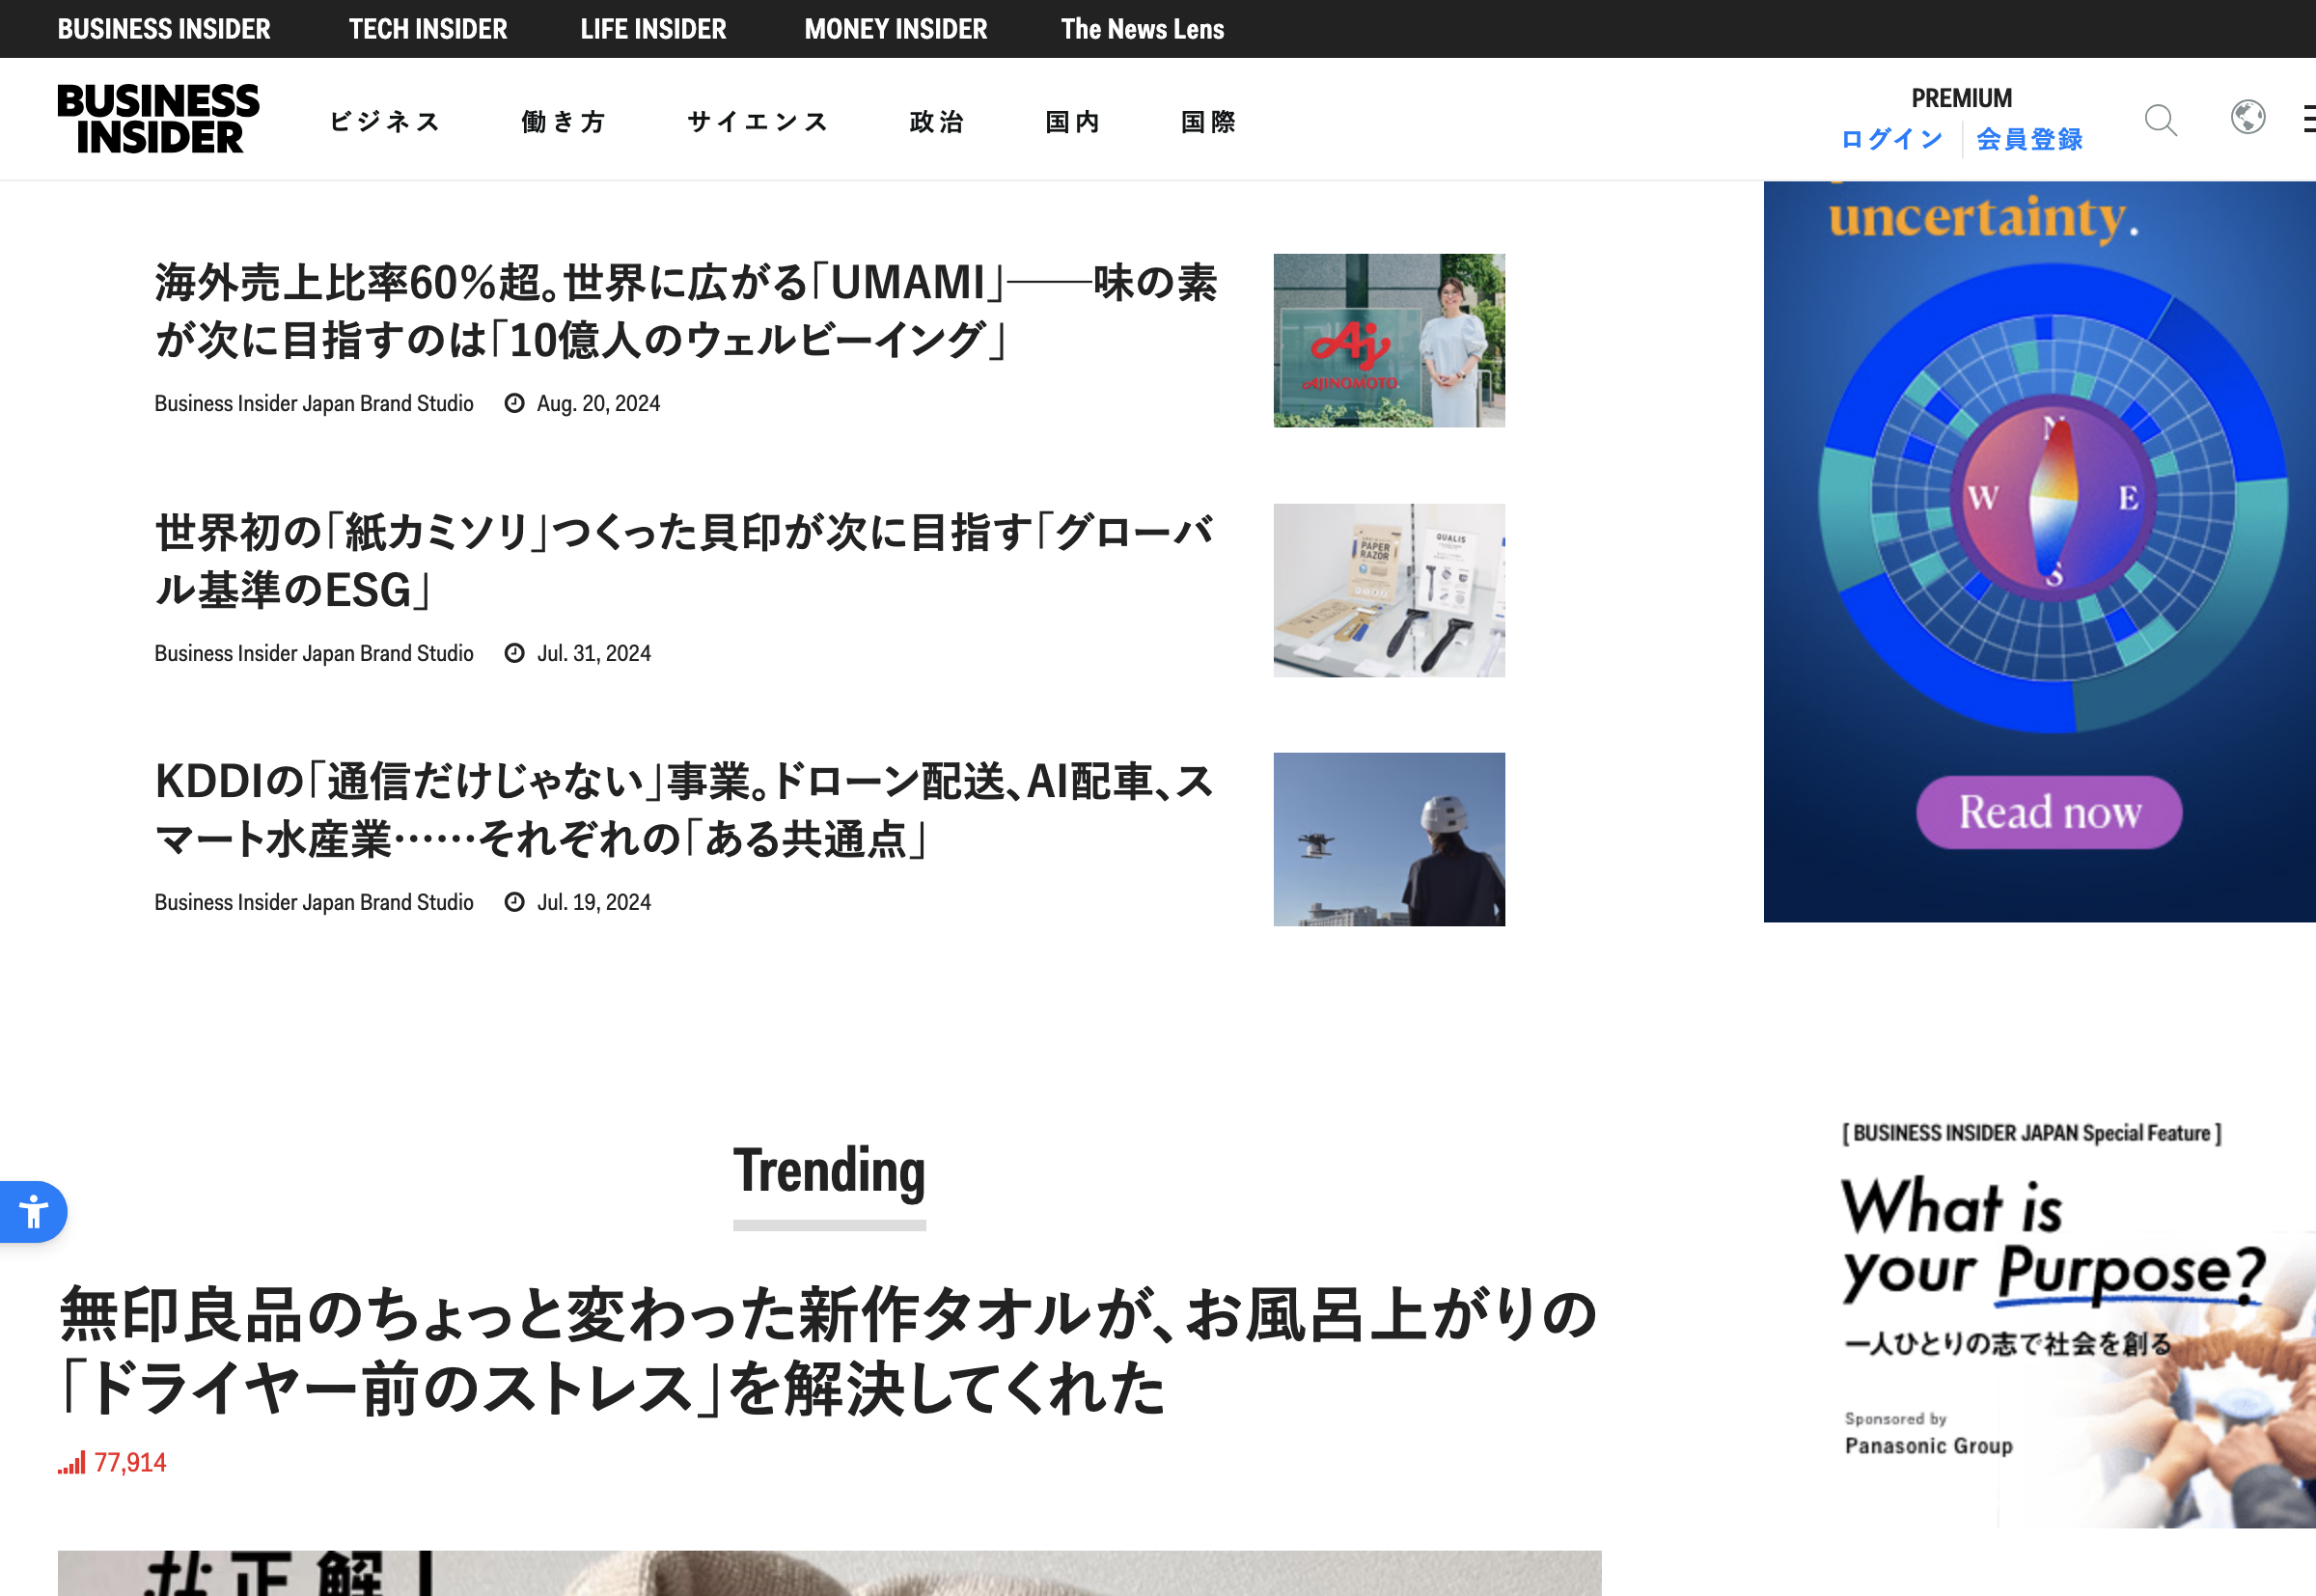 BUSINESS INSIDER TECH INSIDER LIFE INSIDER MONEY INSIDER The News Lens
BUSINESS
INSIDER
ビジネス 働き方 サイエンス 政治 国内 国際
PREMIUM
ログイン 会員登録
海外売上比率60%超。世界に広がる「UMAMI」──味の素
が次に目指すのは「10億人のウェルビーイング」
Business Insider Japan Brand Studio Aug. 20, 2024
Aj
AJINOMOTO
世界初の「紙カミソリ」つくった貝印が次に目指す「グローバ
ル基準のESG」
Business Insider Japan Brand Studio Jul. 31, 2024
PAPER
RAZOR
QUALIS
KDDIの「通信だけじゃない」事業。ドローン配送、AI配車、ス
マート水産業……それぞれの「ある共通点」
Business Insider Japan Brand Studio Jul. 19, 2024
uncertainty.
N
W E
S
Read now
Trending
無印良品のちょっと変わった新作タオルが、お風呂上がりの
「ドライヤー前のストレス」を解決してくれた
77,914
[ BUSINESS INSIDER JAPAN Special Feature ]
What is
your Purpose?
一人ひとりの志で社会を創る
Sponsored by
Panasonic Group